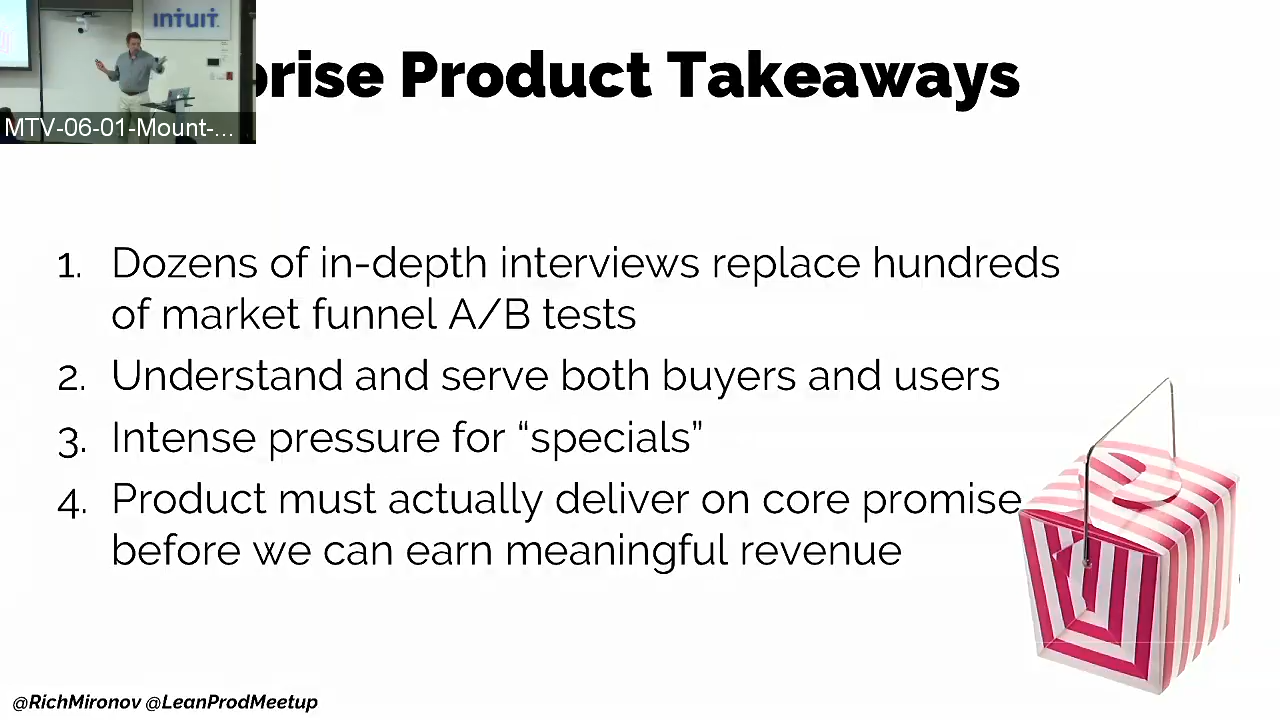 INTUIT.
MTV-06-01-Mount-...
prise Product Takeaways
1. Dozens of in-depth interviews replace hundreds
of market funnel A/B tests
2. Understand and serve both buyers and users
3. Intense pressure for “specials”
4. Product must actually deliver on core promise
before we can earn meaningful revenue
@RichMironov @LeanProdMeetup